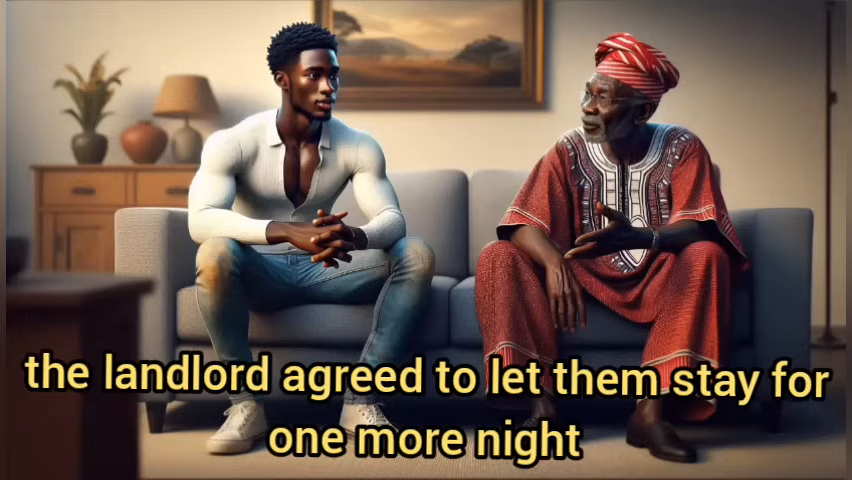 the landlord agreed to let them stay for
one more night